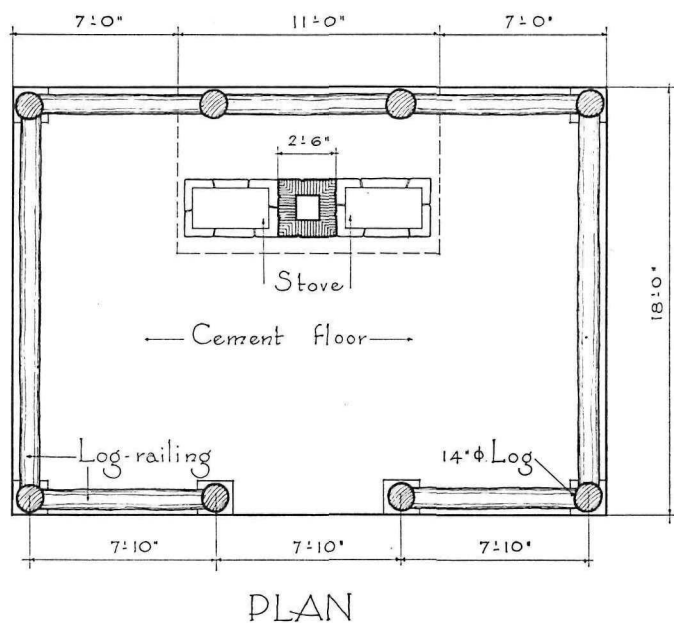 7'-0" 11'-0" 7'-0"
2'-6"
Stove
18'-0"
Cement floor
Log-railing 14"φ Log
7'-10" 7'-10" 7'-10"
PLAN